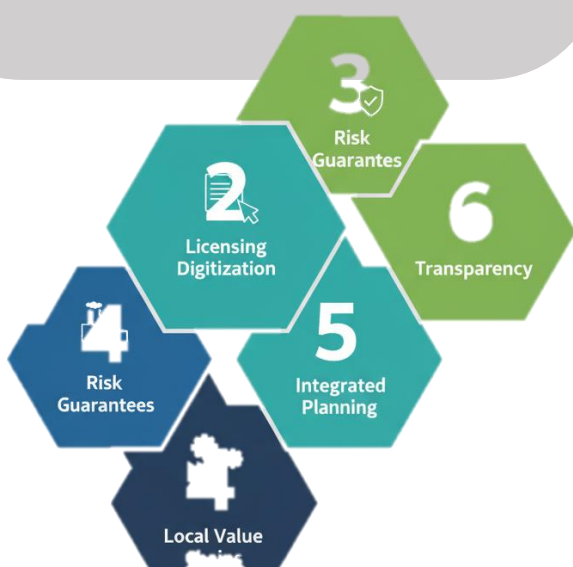 3
Risk
Guarantes
2
Licensing
Digitization
6
Transparency
4
Risk
Guarantees
5
Integrated
Planning
Local Value